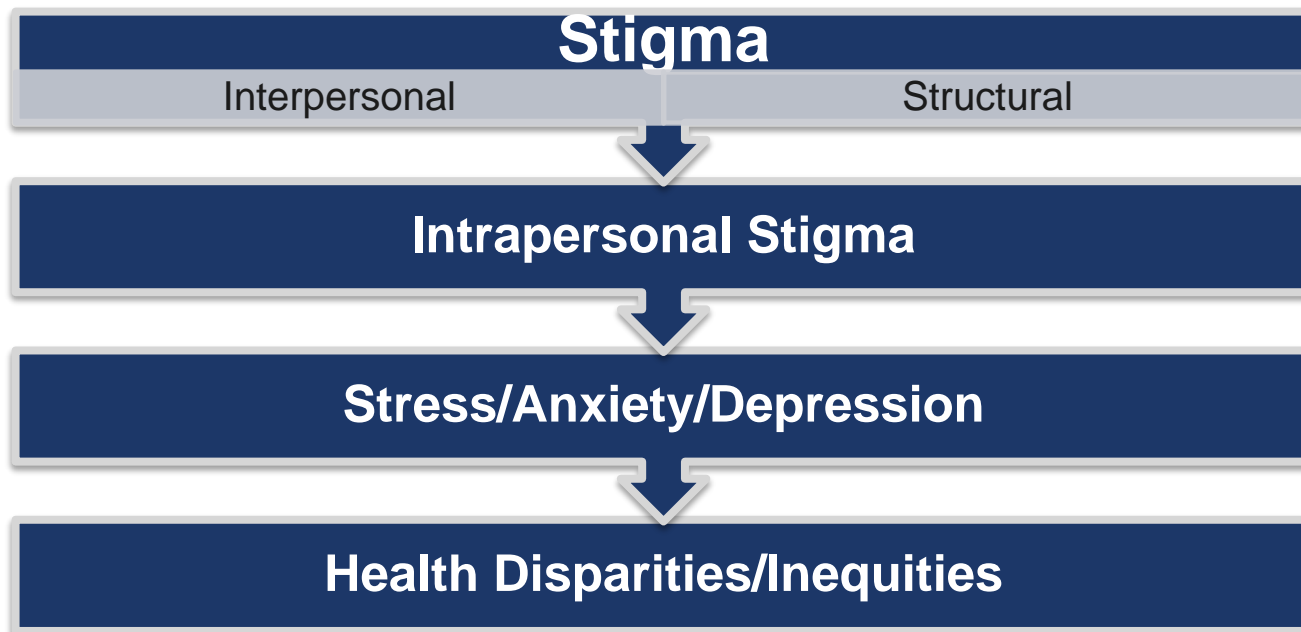 Stigma
Interpersonal Structural
Intrapersonal Stigma
Stress/Anxiety/Depression
Health Disparities/Inequities